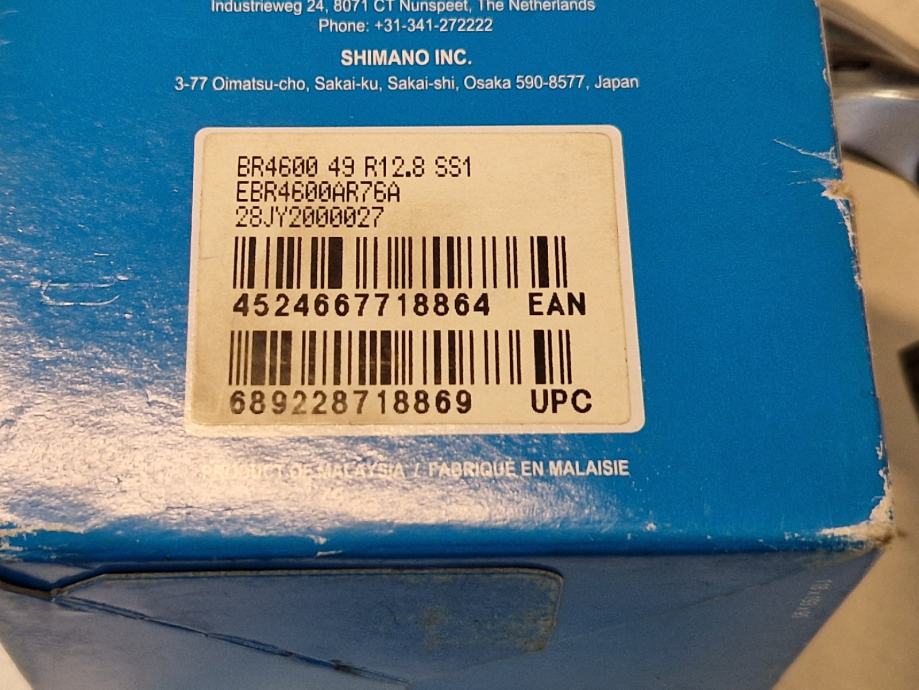 Industrieweg 24, 8071 CT Nunspeet, The Netherlands
Phone: +31-341-272222
SHIMANO INC.
3-77 Oimatsu-cho, Sakai-ku, Sakai-shi, Osaka 590-8577, Japan
BR4600 49 R12.8 SS1
EBR4600AR76A
28JY2000027
4524667718864 EAN
689228718869 UPC
PRODUCT OF MALAYSIA / FABRIQUÉ EN MALAISIE